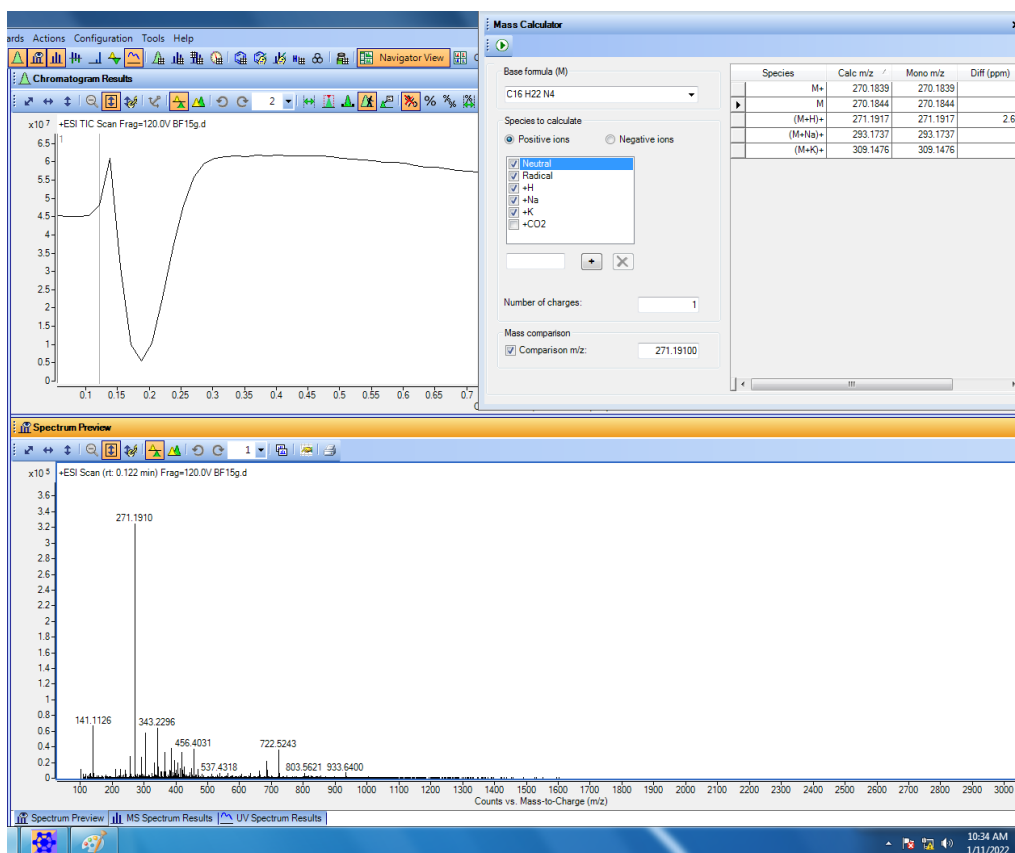 ards Actions Configuration Tools Help
Navigator View
Chromatogram Results
2
x10 7 +ESI TIC Scan Frag=120.0V BF15g.d
1
6.5
6
5.5
5
4.5
4
3.5
3
2.5
2
1.5
1
0.5
0
0.1 0.15 0.2 0.25 0.3 0.35 0.4 0.45 0.5 0.55 0.6 0.65 0.7
Mass Calculator
Base formula (M)
C16 H22 N4
Species to calculate
Positive ions Negative ions
Neutral
Radical
+H
+Na
+K
+CO2
+
Number of charges: 1
Mass comparison
Comparison m/z: 271.19100
Species Calc m/z Mono m/z Diff (ppm)
M+ 270.1839 270.1839
M 270.1844 270.1844
(M+H)+ 271.1917 271.1917 2.6
(M+Na)+ 293.1737 293.1737
(M+K)+ 309.1476 309.1476
Spectrum Preview
1
x10 5 +ESI Scan (rt: 0.122 min) Frag=120.0V BF15g.d
3.6
3.4
3.2
3
2.8
2.6
2.4
2.2
2
1.8
1.6
1.4
1.2
1
0.8
0.6
0.4
0.2
0
271.1910
141.1126
343.2296
456.4031
722.5243
537.4318
803.5621
933.6400
100 200 300 400 500 600 700 800 900 1000 1100 1200 1300 1400 1500 1600 1700 1800 1900 2000 2100 2200 2300 2400 2500 2600 2700 2800 2900 3000
Counts vs. Mass-to-Charge (m/z)
Spectrum Preview MS Spectrum Results UV Spectrum Results
10:34 AM
1/11/2022